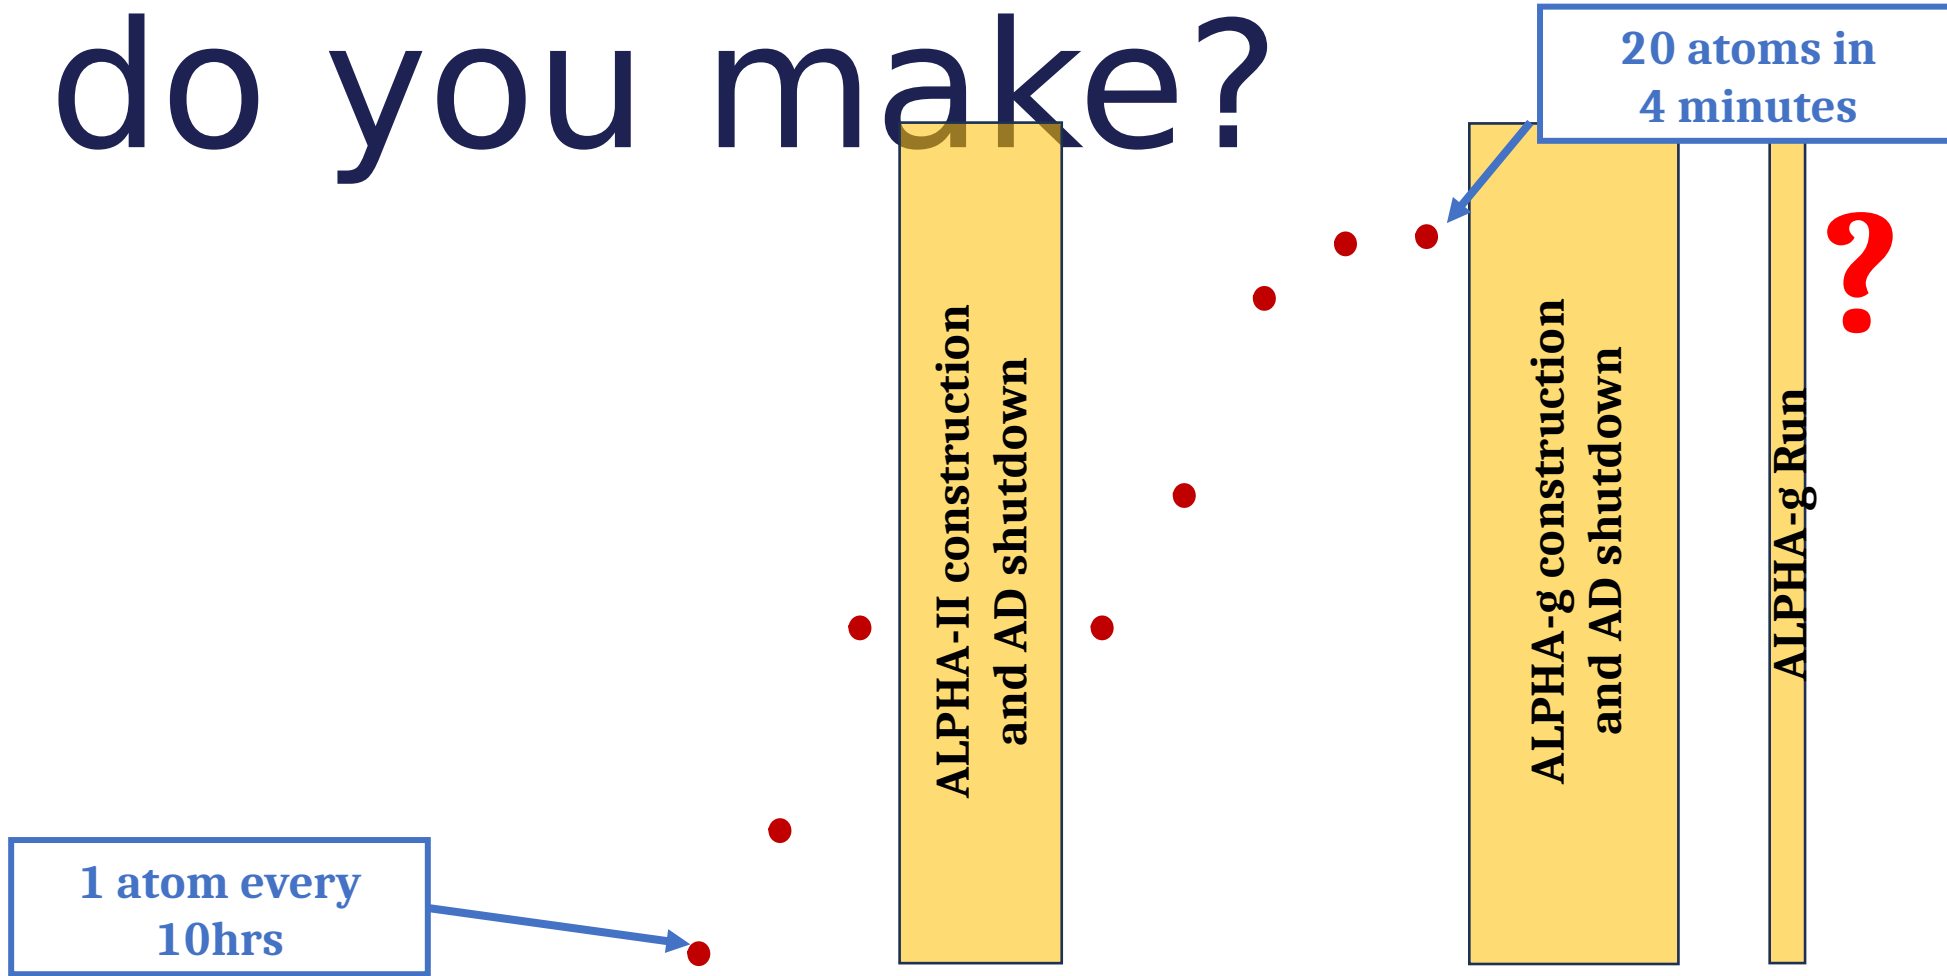 do you make?
20 atoms in
4 minutes
?
ALPHA-II construction
and AD shutdown
ALPHA-g construction
and AD shutdown
ALPHA-g Run
1 atom every
10hrs